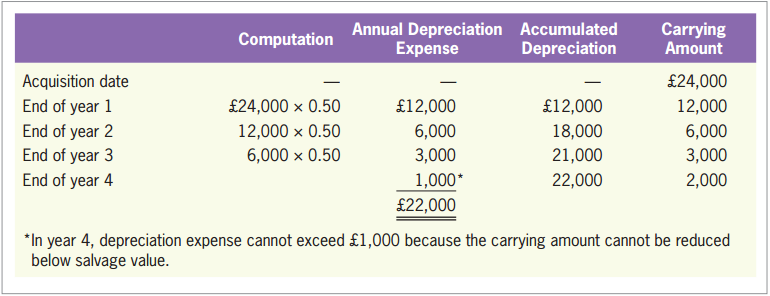 Computation Annual Depreciation Expense Accumulated Depreciation Carrying Amount
Acquisition date — — — £24,000
End of year 1 £24,000 × 0.50 £12,000 £12,000 12,000
End of year 2 12,000 × 0.50 6,000 18,000 6,000
End of year 3 6,000 × 0.50 3,000 21,000 3,000
End of year 4 1,000* 22,000 2,000
£22,000
*In year 4, depreciation expense cannot exceed £1,000 because the carrying amount cannot be reduced
below salvage value.